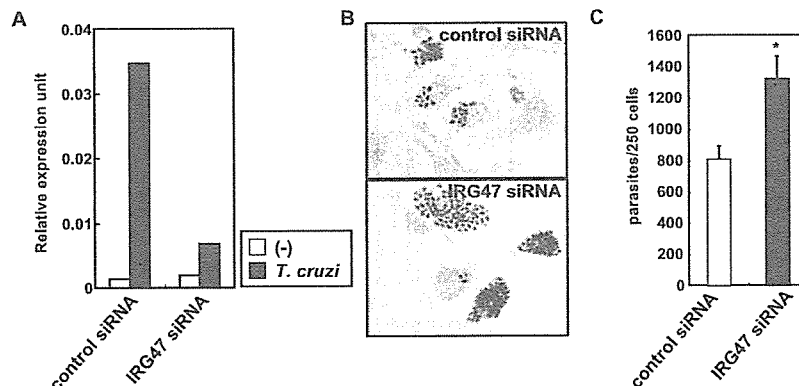 A
Relative expression unit
0.04
0.03
0.02
0.01
0
control siRNA
IRG47 siRNA
(-)
T. cruzi
B
control siRNA
IRG47 siRNA
C
parasites/250 cells
1600
1400
1200
1000
800
600
400
200
0
*
control siRNA
IRG47 siRNA